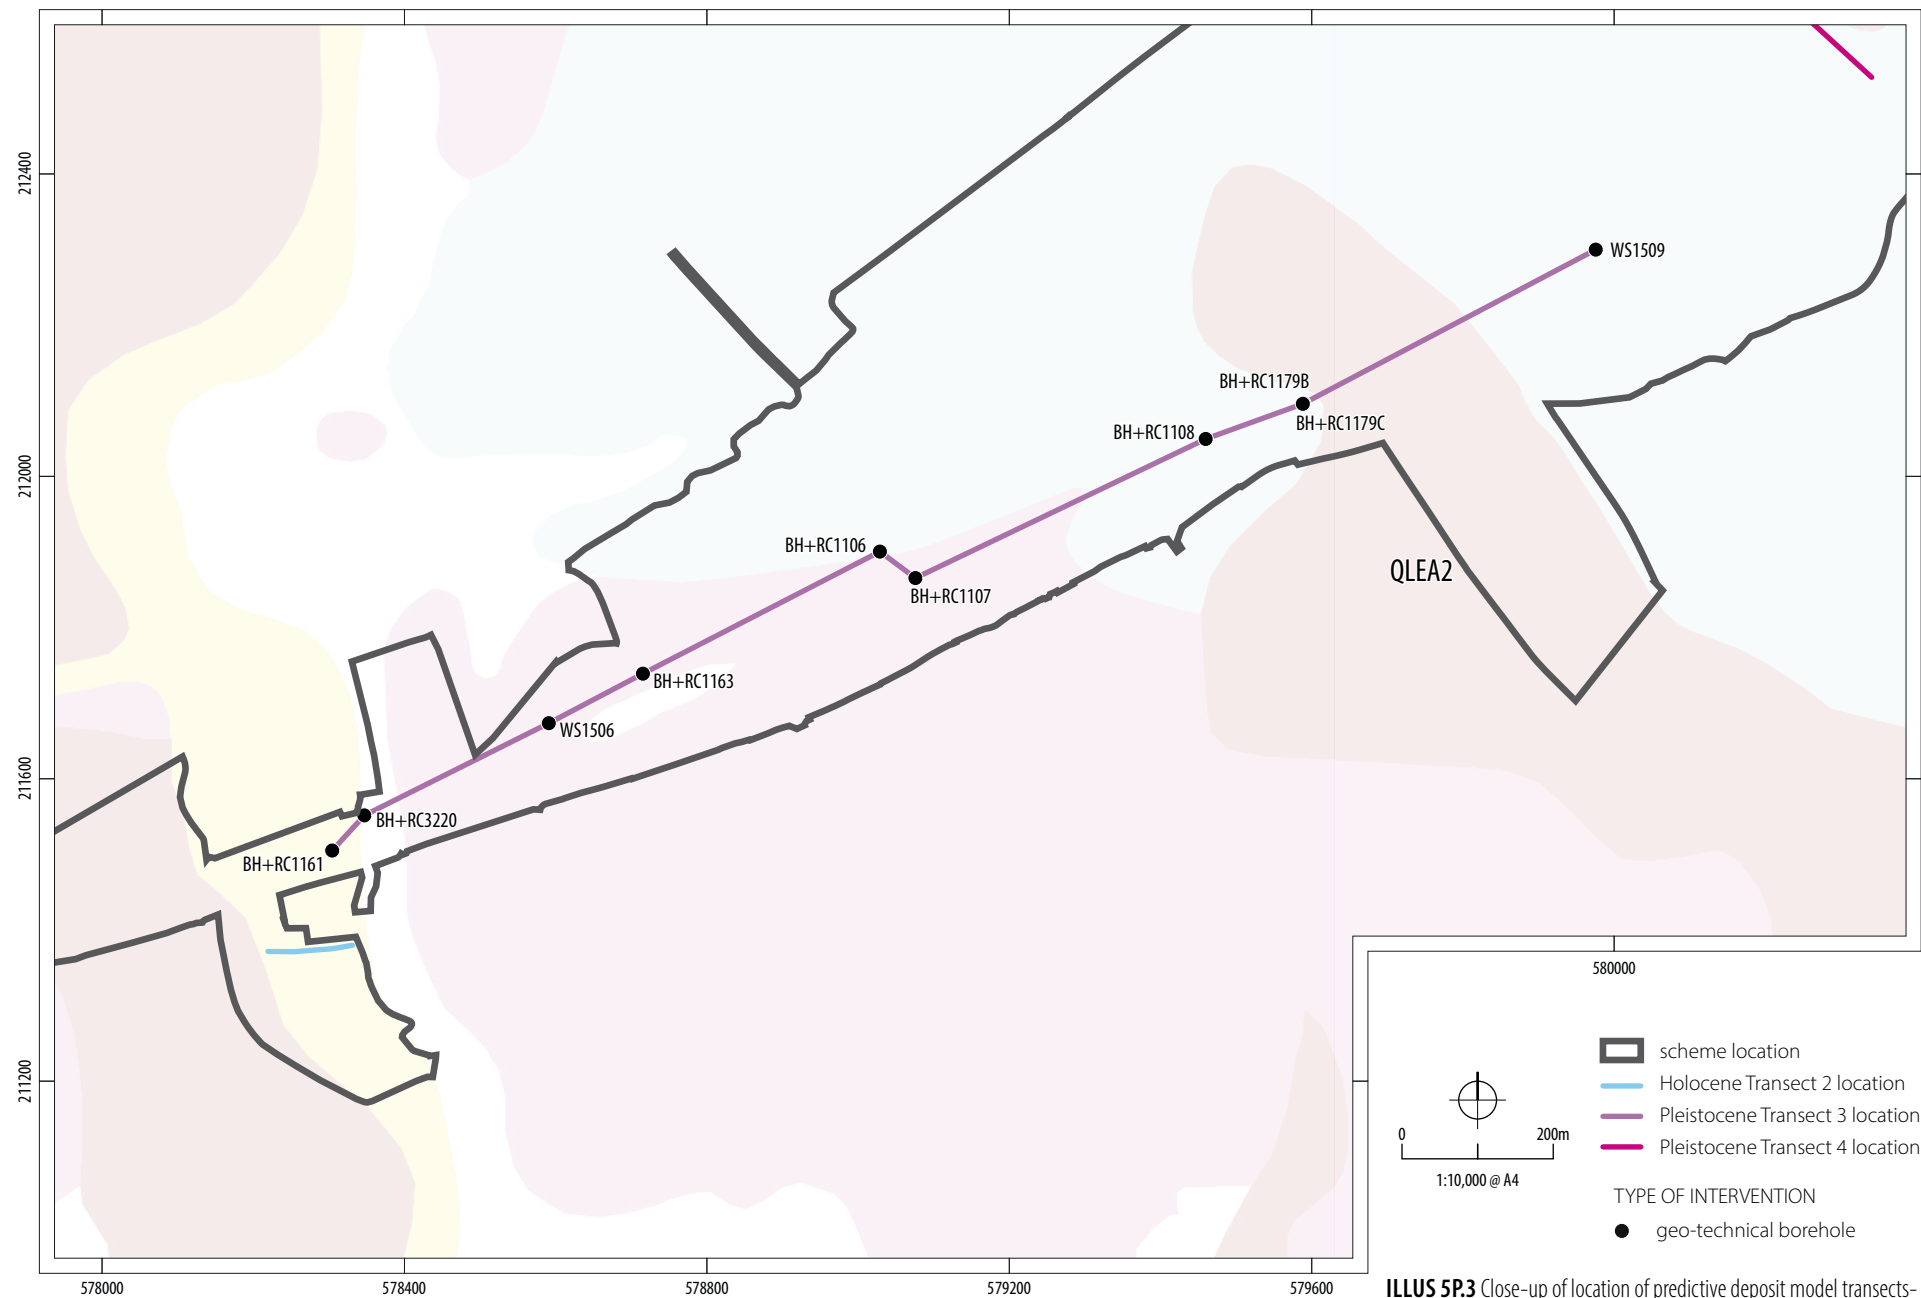 212400
212000
211600
211200
WS1509
BH+RC1179B
BH+RC1179C
BH+RC1108
BH+RC1106
BH+RC1107
QLEA2
BH+RC1163
WS1506
BH+RC3220
BH+RC1161
578000
578400
578800
579200
579600
580000
scheme location
Holocene Transect 2 location
Pleistocene Transect 3 location
Pleistocene Transect 4 location
0 200m
1:10,000 @ A4
TYPE OF INTERVENTION
geo-technical borehole
ILLUS 5P.3 Close-up of location of predictive deposit model transects-